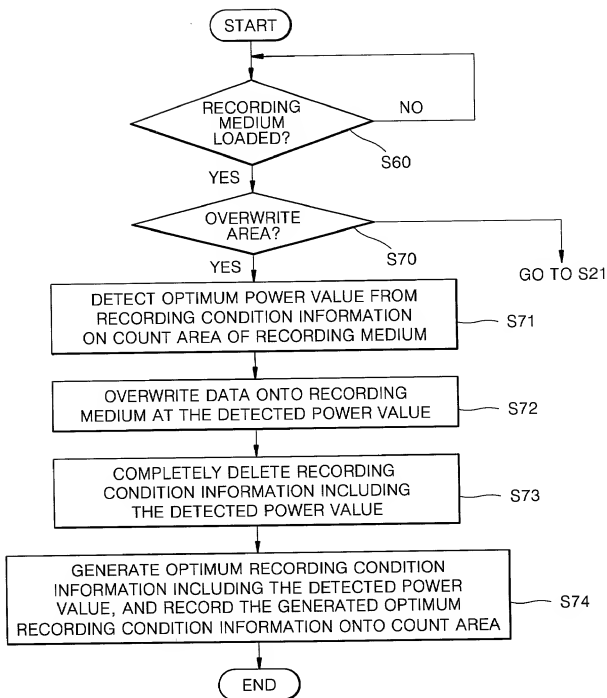 START
RECORDING
MEDIUM
LOADED?
NO
S60
YES
OVERWRITE
AREA?
S70
GO TO S21
YES
DETECT OPTIMUM POWER VALUE FROM
RECORDING CONDITION INFORMATION
ON COUNT AREA OF RECORDING MEDIUM
S71
OVERWRITE DATA ONTO RECORDING
MEDIUM AT THE DETECTED POWER VALUE
S72
COMPLETELY DELETE RECORDING
CONDITION INFORMATION INCLUDING
THE DETECTED POWER VALUE
S73
GENERATE OPTIMUM RECORDING CONDITION
INFORMATION INCLUDING THE DETECTED POWER
VALUE, AND RECORD THE GENERATED OPTIMUM
RECORDING CONDITION INFORMATION ONTO COUNT AREA
S74
END